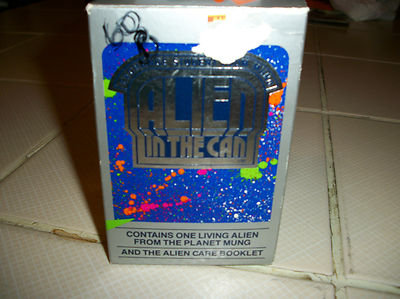 ALIEN
IN THE CAN
CONTAINS ONE LIVING ALIEN
FROM THE PLANET MUNG
AND THE ALIEN CARE BOOKLET